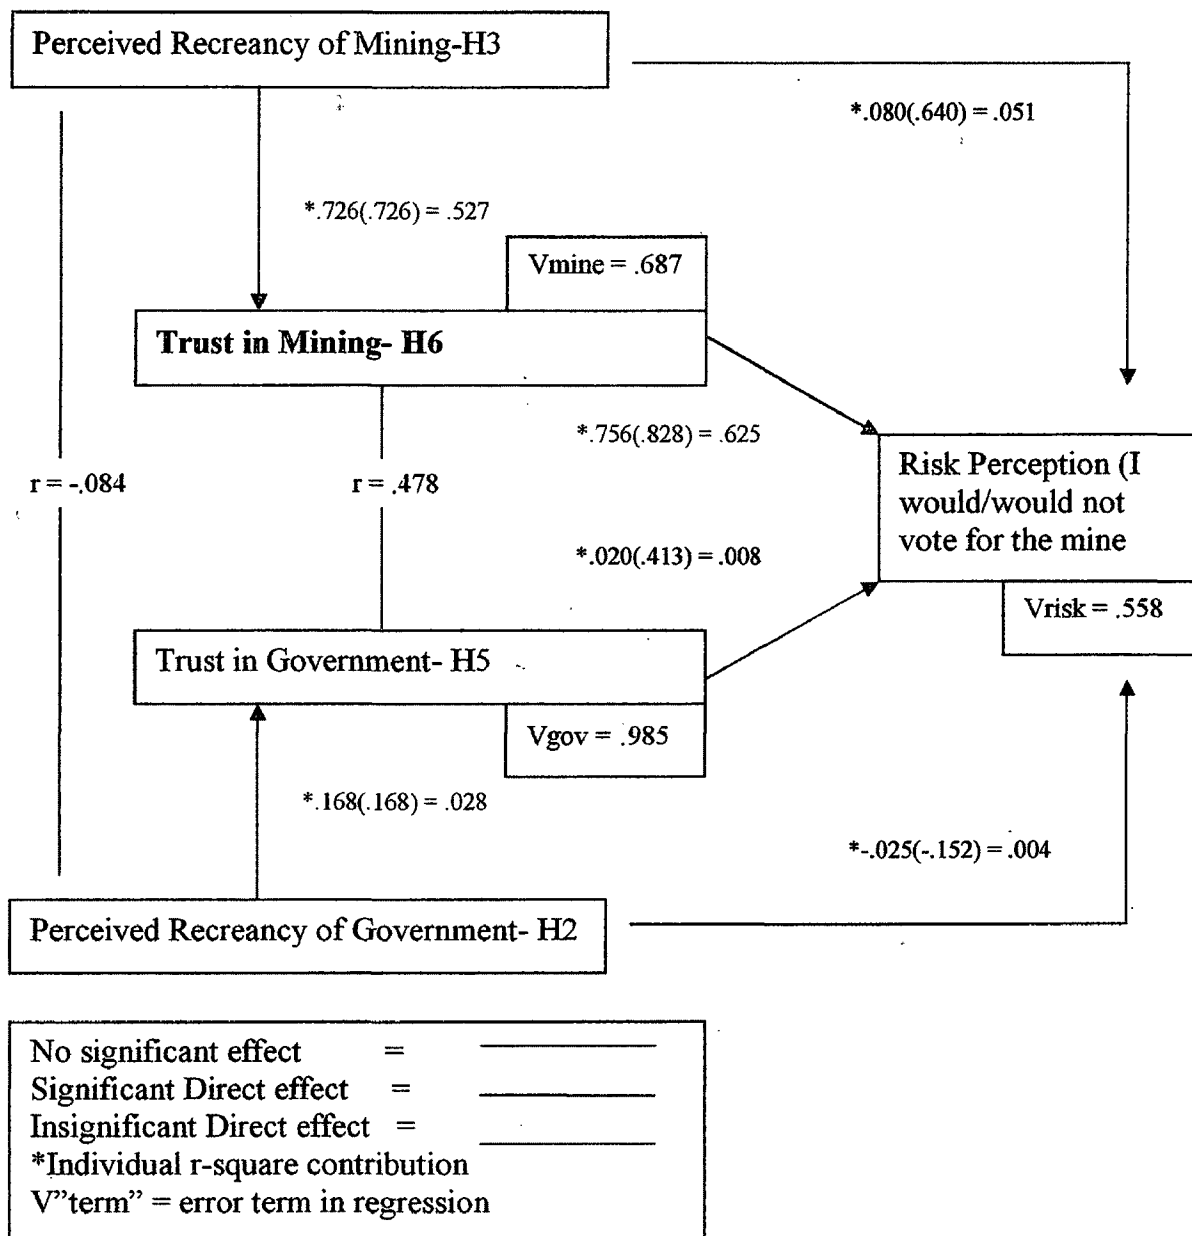 Perceived Recreancy of Mining-H3
*.080(.640) = .051
*.726(.726) = .527
Vmine = .687
Trust in Mining- H6
*.756(.828) = .625
r = -.084
r = .478
Risk Perception (I
would/would not
vote for the mine
*.020(.413) = .008
Vrisk = .558
Trust in Government- H5
Vgov = .985
*.168(.168) = .028
*-.025(-.152) = .004
Perceived Recreancy of Government- H2
No significant effect =
Significant Direct effect =
Insignificant Direct effect =
*Individual r-square contribution
V”term” = error term in regression